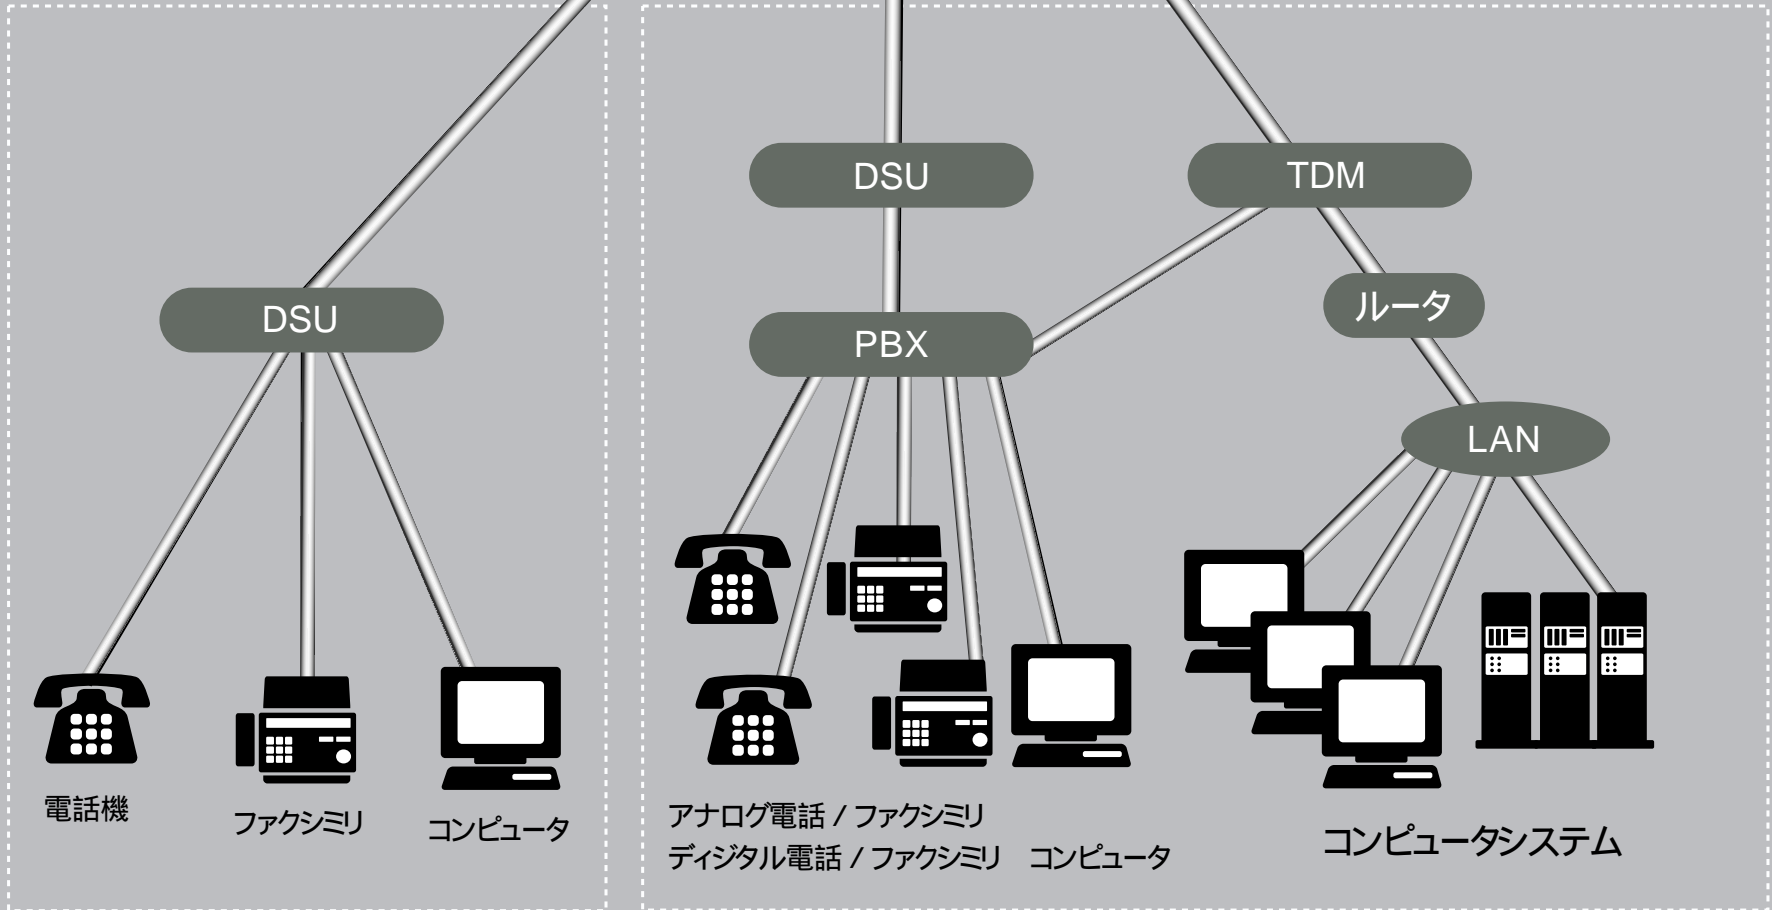 DSU
電話機
ファクシミリ
コンピュータ
DSU
TDM
PBX
ルータ
LAN
アナログ電話 / ファクシミリ
ディジタル電話 / ファクシミリ
コンピュータ
コンピュータシステム